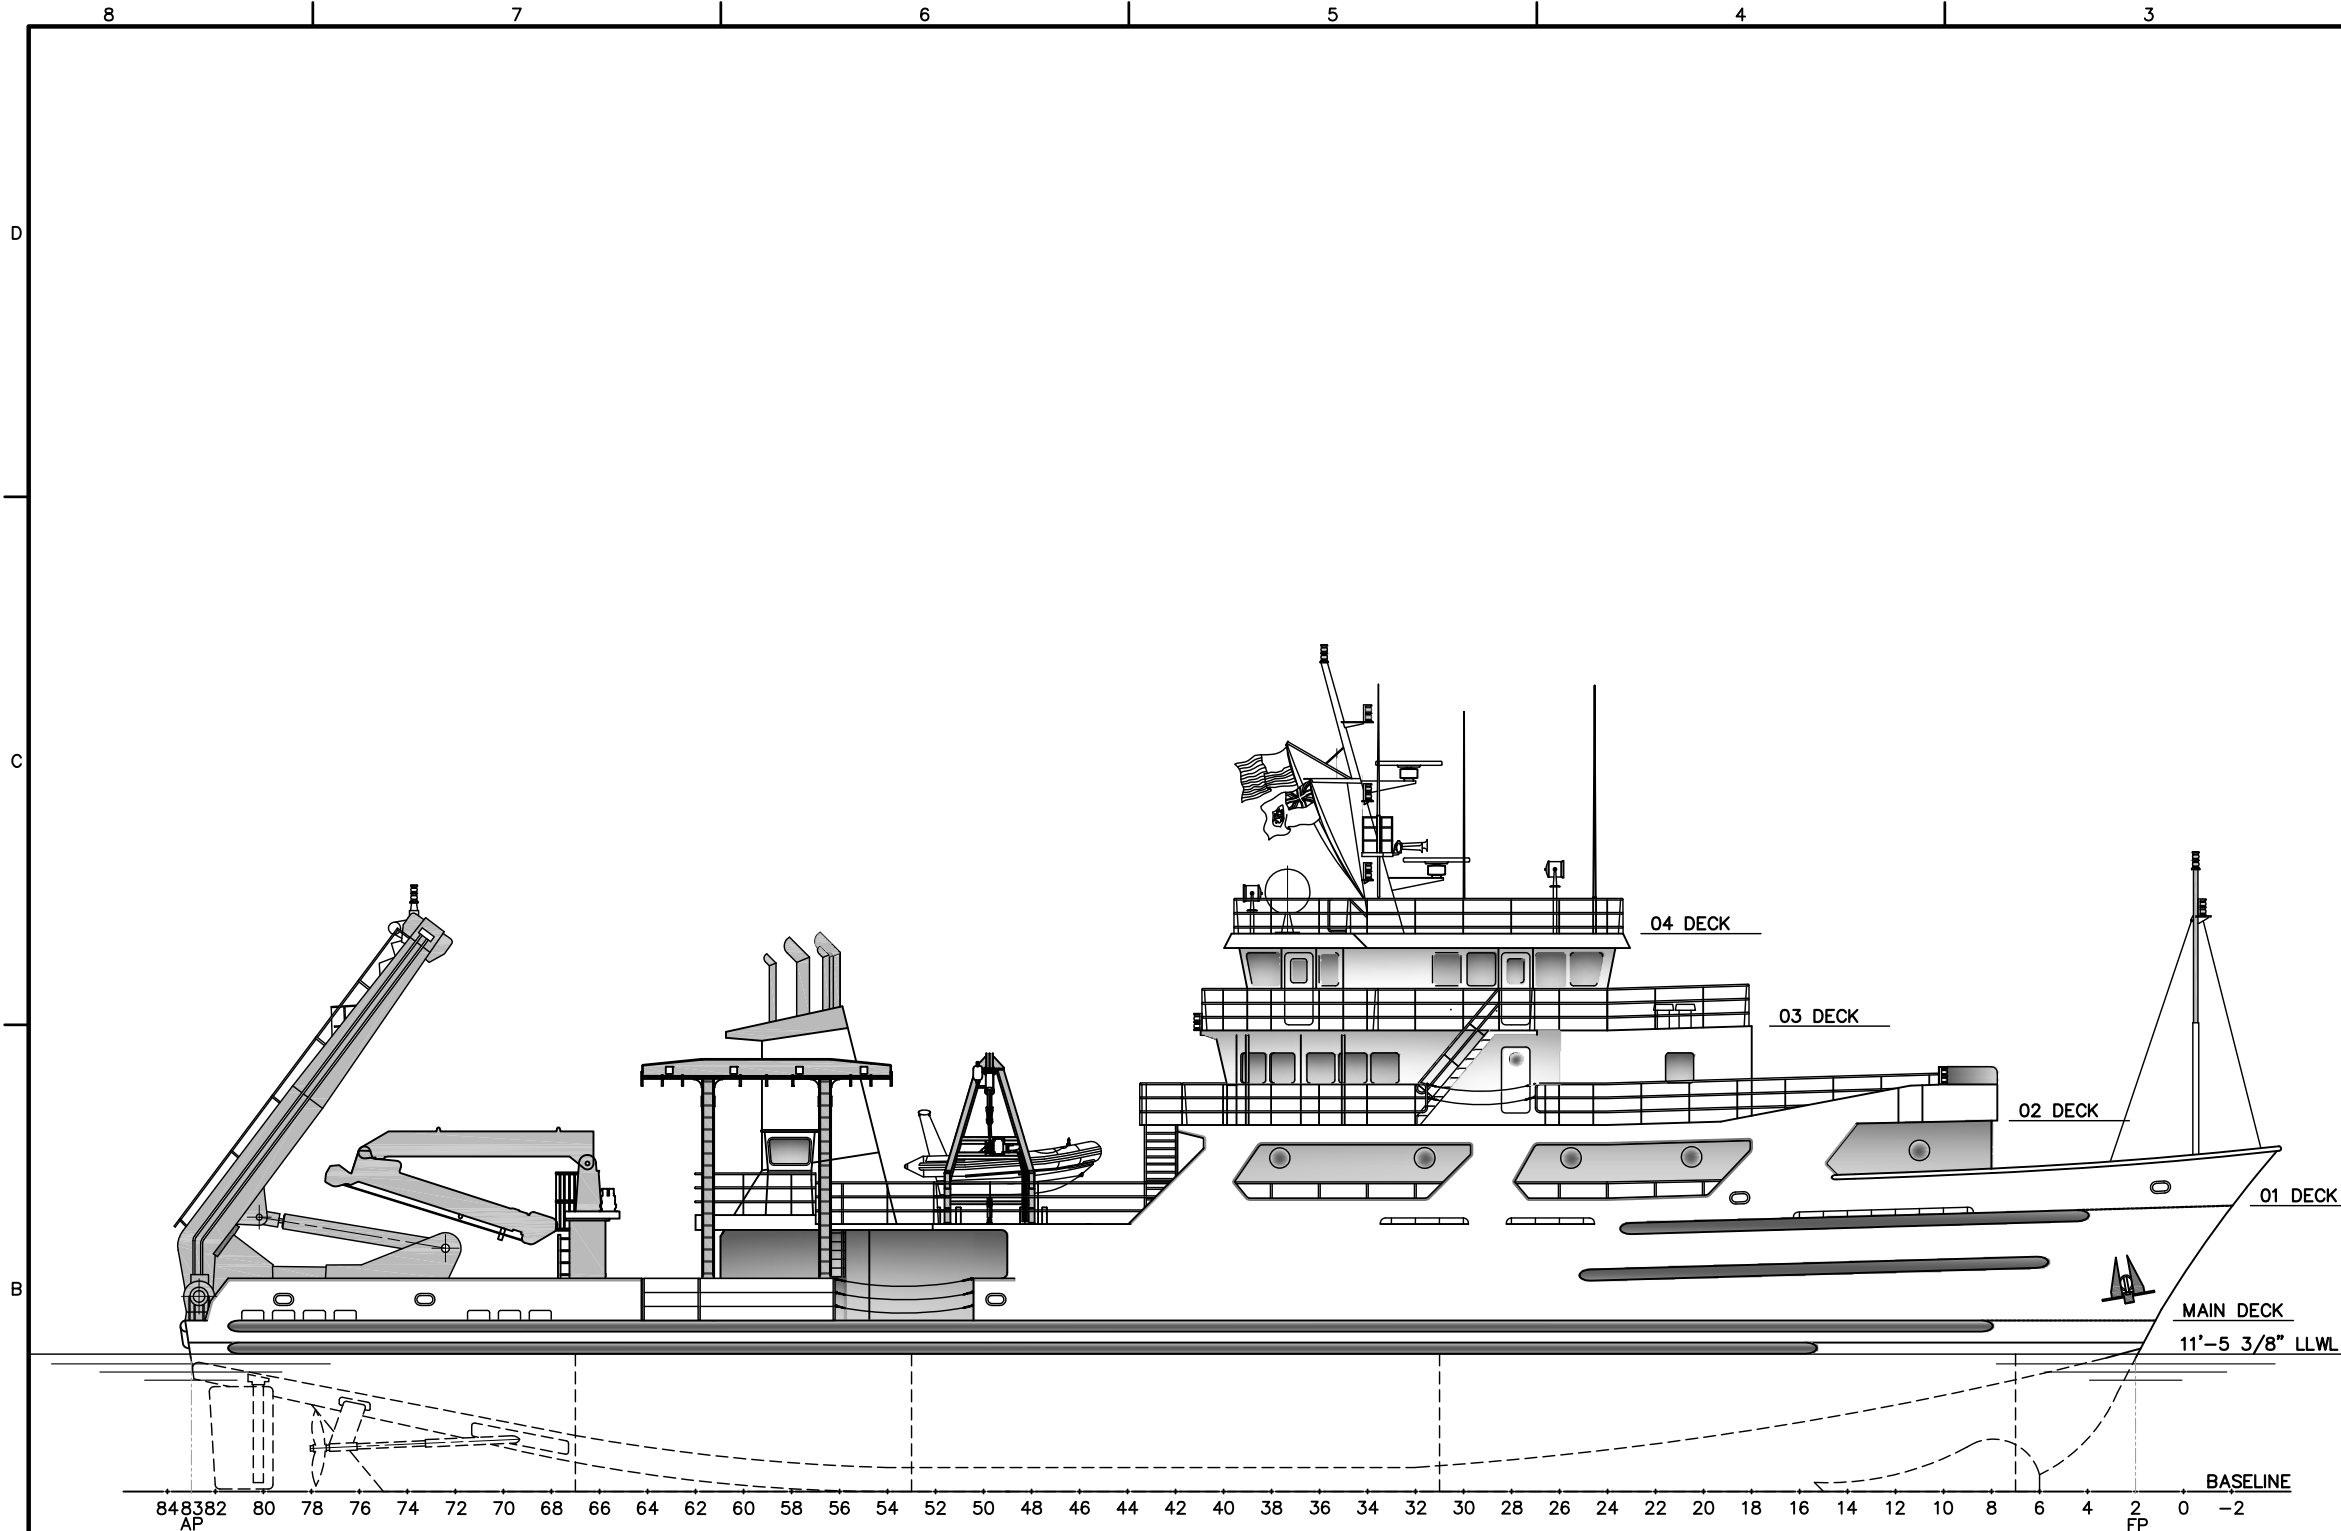 8 7 6 5 4 3
D
C
04 DECK
03 DECK
02 DECK
01 DECK
B
MAIN DECK
11'-5 3/8" LLWL
BASELINE
84 83 82 80 78 76 74 72 70 68 66 64 62 60 58 56 54 52 50 48 46 44 42 40 38 36 34 32 30 28 26 24 22 20 18 16 14 12 10 8 6 4 2 0 -2
AP FP